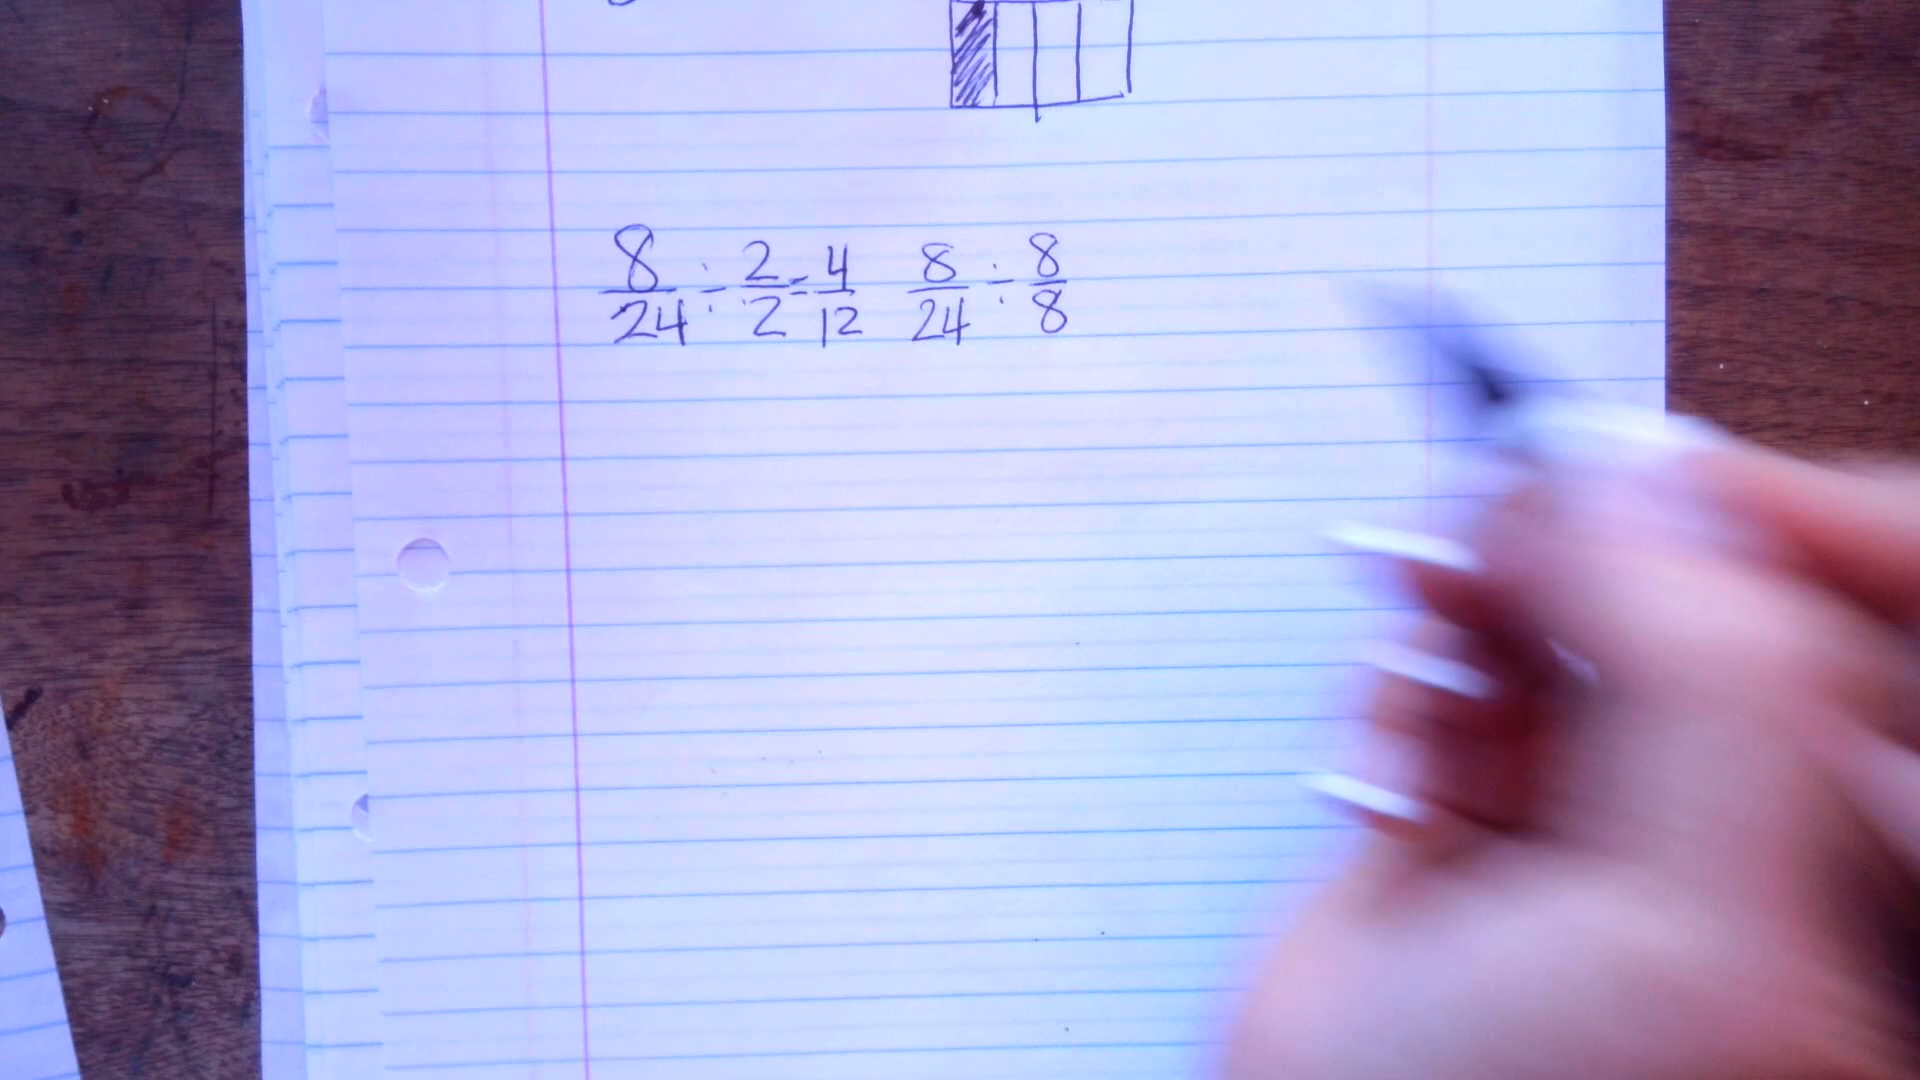 8/24 ÷ 2/2 = 4/12 8/24 ÷ 8/8